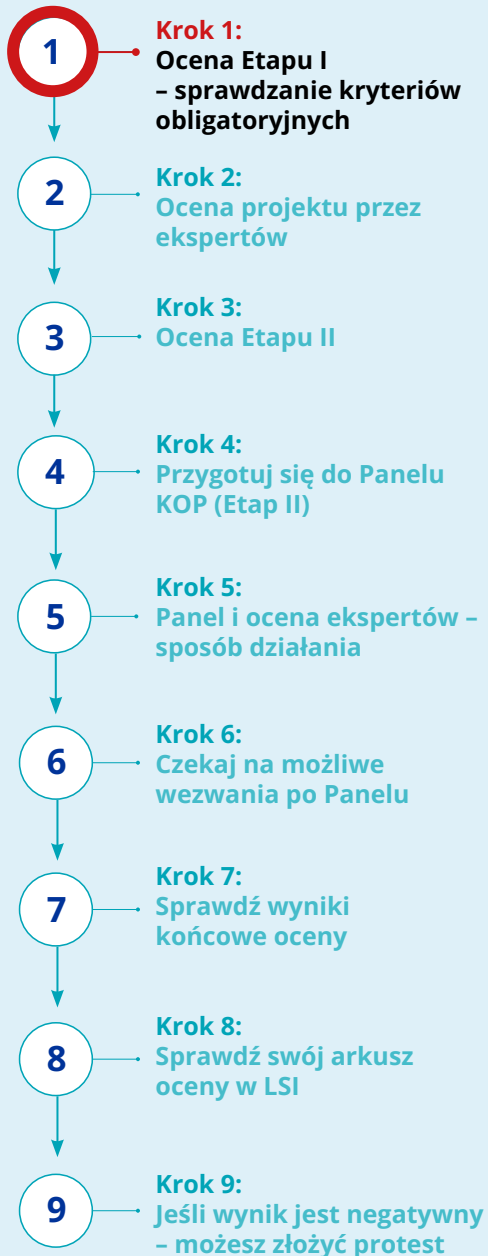 1
Krok 1:
Ocena Etapu I
– sprawdzanie kryteriów
obligatoryjnych
2
Krok 2:
Ocena projektu przez
ekspertów
3
Krok 3:
Ocena Etapu II
4
Krok 4:
Przygotuj się do Panelu
KOP (Etap II)
5
Krok 5:
Panel i ocena ekspertów –
sposób działania
6
Krok 6:
Czekaj na możliwe
wezwania po Panelu
7
Krok 7:
Sprawdź wyniki
końcowe oceny
8
Krok 8:
Sprawdź swój arkusz
oceny w LSI
9
Krok 9:
Jeśli wynik jest negatywny
– możesz złożyć protest